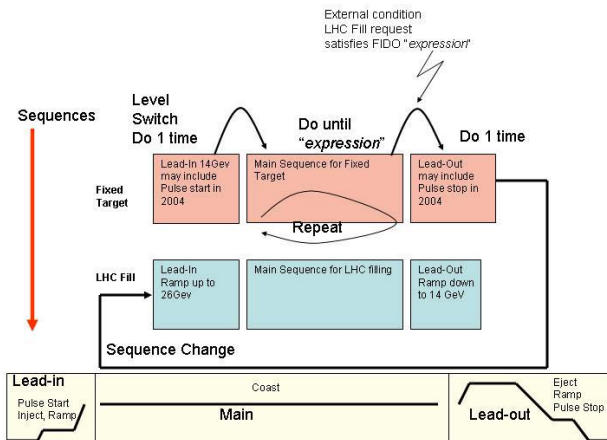 External condition
LHC Fill request
satisfies FIDO "expression"
Sequences
Level
Switch
Do 1 time
Do until
"expression"
Do 1 time
Fixed
Target
Lead-In 14Gev
may include
Pulse start in
2004
Main Sequence for Fixed
Target
Repeat
Lead-Out
may include
Pulse stop in
2004
LHC Fill
Lead-In
Ramp up to
26Gev
Main Sequence for LHC filling
Lead-Out
Ramp down
to 14 GeV
Sequence Change
Lead-in
Pulse Start
Inject, Ramp
Coast
Main
Eject
Ramp
Pulse Stop
Lead-out